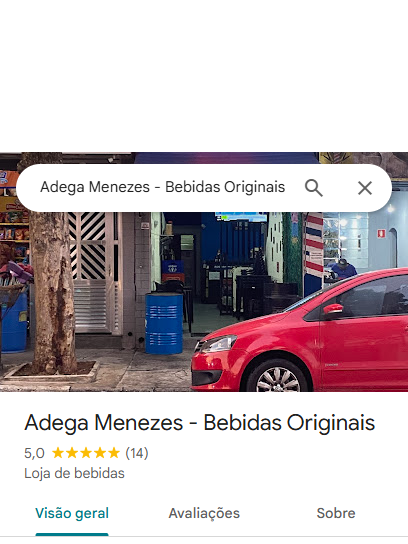 Adega Menezes - Bebidas Originais
Adega Menezes - Bebidas Originais
5,0 ★★★★★ (14)
Loja de bebidas
Visão geral
Avaliações
Sobre